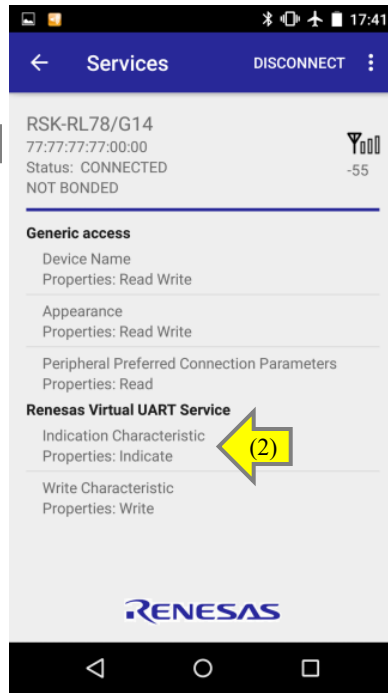 17:41
Services DISCONNECT
RSK-RL78/G14
77:77:77:77:00:00
Status: CONNECTED
-55
NOT BONDED
Generic access
Device Name
Properties: Read Write
Appearance
Properties: Read Write
Peripheral Preferred Connection Parameters
Properties: Read
Renesas Virtual UART Service
Indication Characteristic
Properties: Indicate
(2)
Write Characteristic
Properties: Write
RENESAS